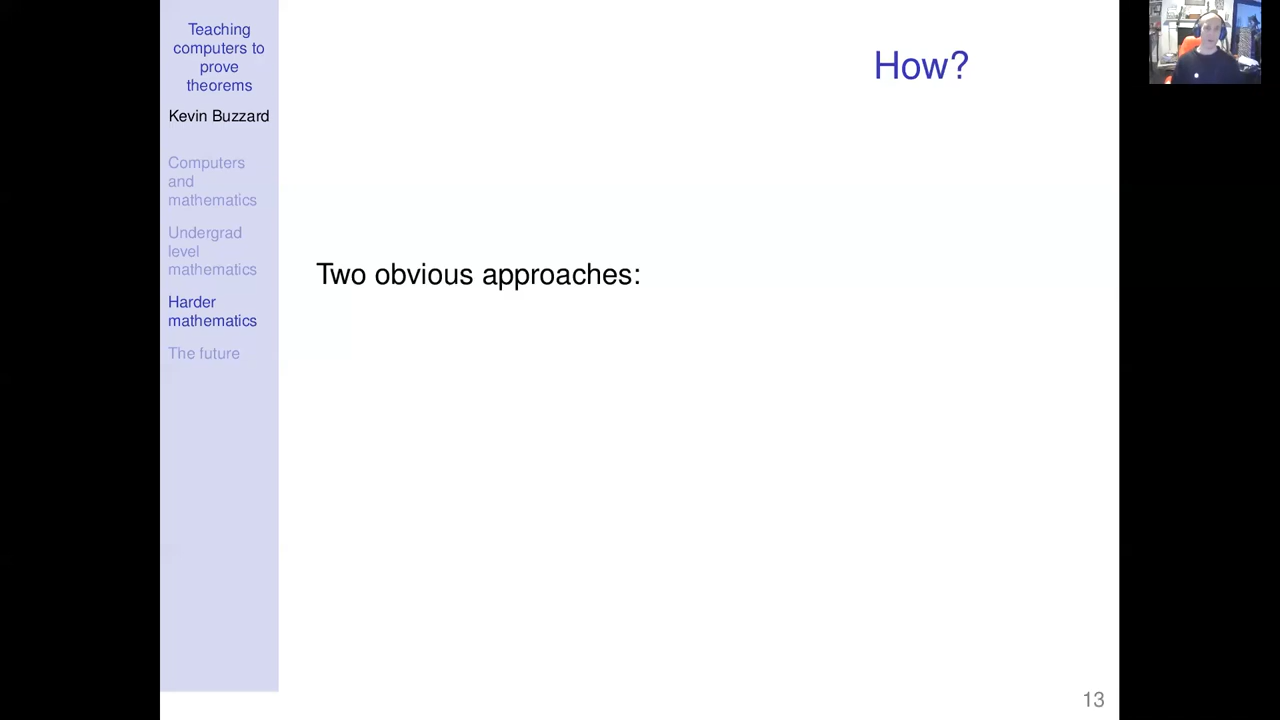 Teaching
computers to
prove
theorems
Kevin Buzzard
Computers
and
mathematics
Undergrad
level
mathematics
Harder
mathematics
The future
How?
Two obvious approaches:
13